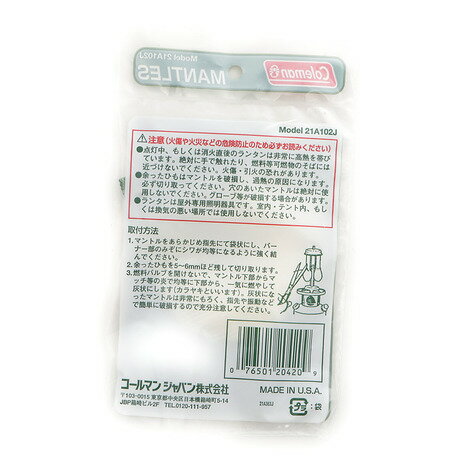 Coleman
Model 21A102J
MANTLES
Model 21A102J
⚠注意（火傷や火災などの危険防止のため必ずお読みください）
●点灯中、もしくは消火直後のランタンは非常に高熱を帯び
ています。絶対に手で触れたり、燃料等可燃物のそばには
近づけないでください。火傷・引火の恐れがあります。
●余ったひもはマントルを破損し、過熱の原因になります。
必ず切り取ってください。穴のあいたマントルは絶対に使
用しないでください。グローブ等が破損する場合があります。
●ランタンは屋外専用照明器具です。室内・テント内、もし
くは換気の悪い場所では使用しないでください。
取付方法
1. マントルをあらかじめ指先にて袋状にし、バー
ナー部のみぞにシワが均等になるように強く結
んでください。
2. 余ったひもを5〜6mmほど残して切り取ります。
3. 燃料バルブを開けないで、マントル下部からマ
ッチ等の炎で均等に下部から、一気に燃やして
灰状にします(カラヤキといいます)。灰状にな
ったマントルは非常にもろく、指先や振動など
で簡単に破損するので充分注意してください。
0 76501 20420 9
コールマン ジャパン株式会社
〒103-0015 東京都中央区日本橋箱崎町5-14
JBP箱崎ビル2F TEL.0120-111-957
MADE IN U.S.A.
21A202J
プラ
:袋